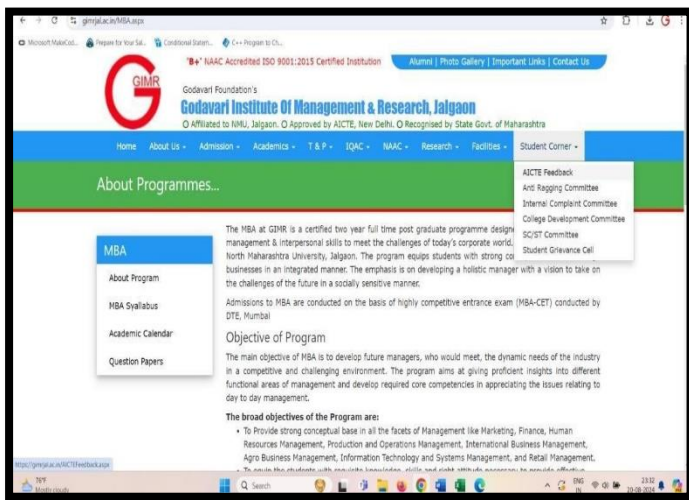 gimrjal.ac.in/MBA.aspx
Microsoft MakeCod...
Prepare for Your Sal...
Conditional Statem...
C++ Program to Ch...
"B+" NAAC Accredited ISO 9001:2015 Certified Institution
Alumni | Photo Gallery | Important Links | Contact Us
GIMR
Godavari Foundation's
Godavari Institute Of Management & Research, Jalgaon
Affiliated to NMU, Jalgaon. Approved by AICTE, New Delhi. Recognised by State Govt. of Maharashtra
Home About Us Admission Academics T & P IQAC NAAC Research Facilities Student Corner
AICTE Feedback
Anti Ragging Committee
Internal Complaint Committee
College Development Committee
SC/ST Committee
Student Grievance Cell
About Programmes...
MBA
About Program
MBA Syallabus
Academic Calendar
Question Papers
The MBA at GIMR is a certified two year full time post graduate programme designe
management & interpersonal skills to meet the challenges of today's corporate world.
North Maharashtra University, Jalgaon. The program equips students with strong co
businesses in an integrated manner. The emphasis is on developing a holistic manager with a vision to take on
the challenges of the future in a socially sensitive manner.
Admissions to MBA are conducted on the basis of highly competitive entrance exam (MBA-CET) conducted by
DTE, Mumbai
Objective of Program
The main objective of MBA is to develop future managers, who would meet, the dynamic needs of the industry
in a competitive and challenging environment. The program aims at giving proficient insights into different
functional areas of management and develop required core competencies in appreciating the issues relating to
day to day management.
The broad objectives of the Program are:
• To Provide strong conceptual base in all the facets of Management like Marketing, Finance, Human
Resources Management, Production and Operations Management, International Business Management,
Agro Business Management, Information Technology and Systems Management, and Retail Management.
https://gimrjal.ac.in/AICTEFeedback.aspx
76°F
Mostly cloudy
Search
ENG
IN
23:12
20-08-2024